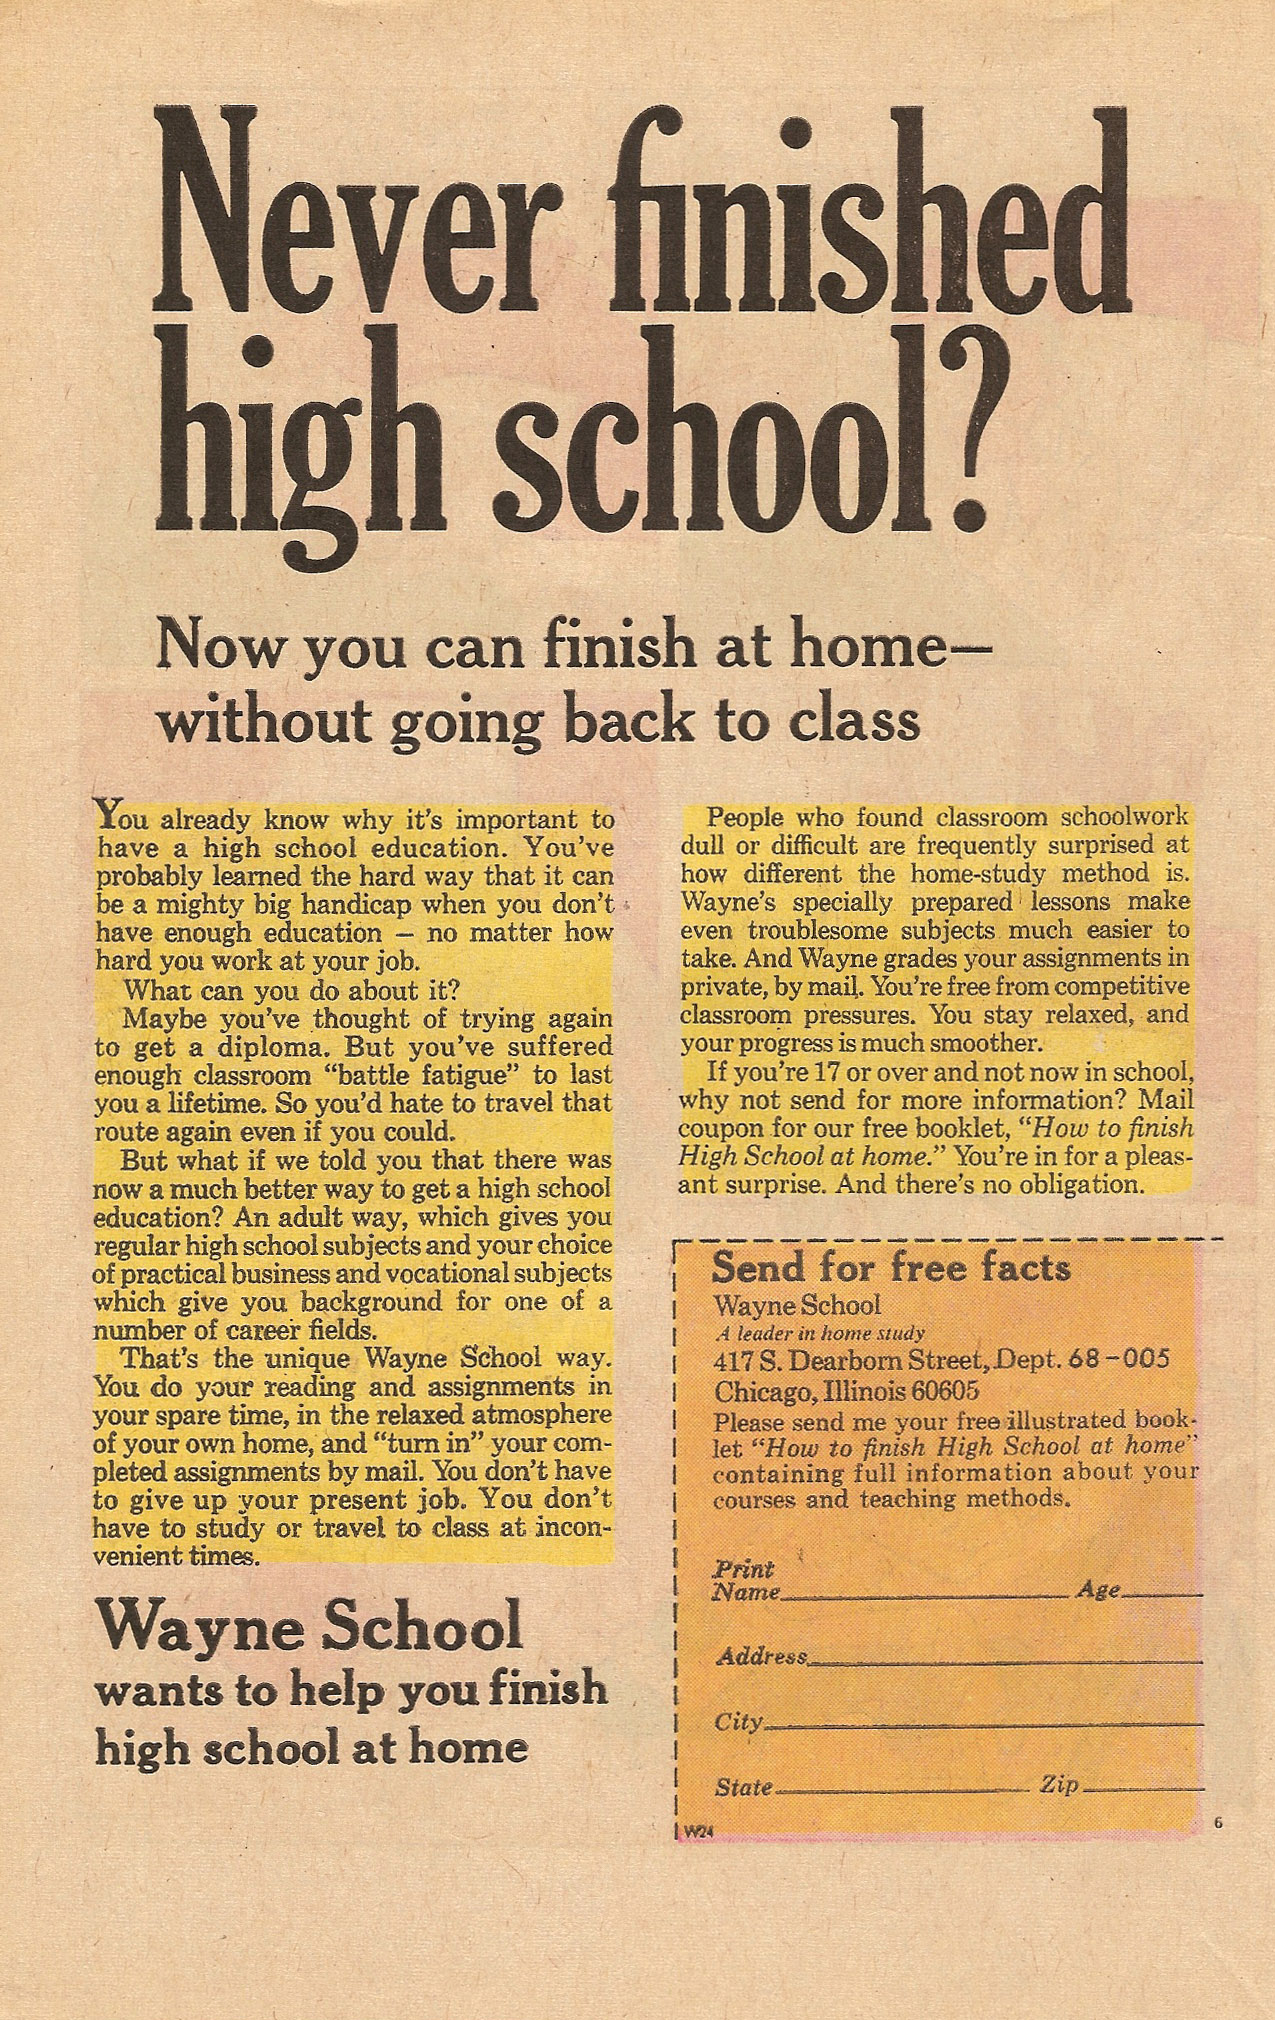 Never finished
high school?
Now you can finish at home—
without going back to class
You already know why it's important to
have a high school education. You've
probably learned the hard way that it can
be a mighty big handicap when you don't
have enough education — no matter how
hard you work at your job.
What can you do about it?
Maybe you've thought of trying again
to get a diploma. But you've suffered
enough classroom “battle fatigue” to last
you a lifetime. So you'd hate to travel that
route again even if you could.
But what if we told you that there was
now a much better way to get a high school
education? An adult way, which gives you
regular high school subjects and your choice
of practical business and vocational subjects
which give you background for one of a
number of career fields.
That's the unique Wayne School way.
You do your reading and assignments in
your spare time, in the relaxed atmosphere
of your own home, and “turn in” your com-
pleted assignments by mail. You don't have
to give up your present job. You don't
have to study or travel to class at incon-
venient times.
Wayne School
wants to help you finish
high school at home
People who found classroom schoolwork
dull or difficult are frequently surprised at
how different the home-study method is.
Wayne's specially prepared lessons make
even troublesome subjects much easier to
take. And Wayne grades your assignments in
private, by mail. You're free from competitive
classroom pressures. You stay relaxed, and
your progress is much smoother.
If you're 17 or over and not now in school,
why not send for more information? Mail
coupon for our free booklet, “How to finish
High School at home.” You're in for a pleas-
ant surprise. And there's no obligation.
Send for free facts
Wayne School
A leader in home study
417 S. Dearborn Street, Dept. 68-005
Chicago, Illinois 60605
Please send me your free illustrated book-
let “How to finish High School at home”
containing full information about your
courses and teaching methods.
Print
Name Age
Address
City
State Zip
W24 6